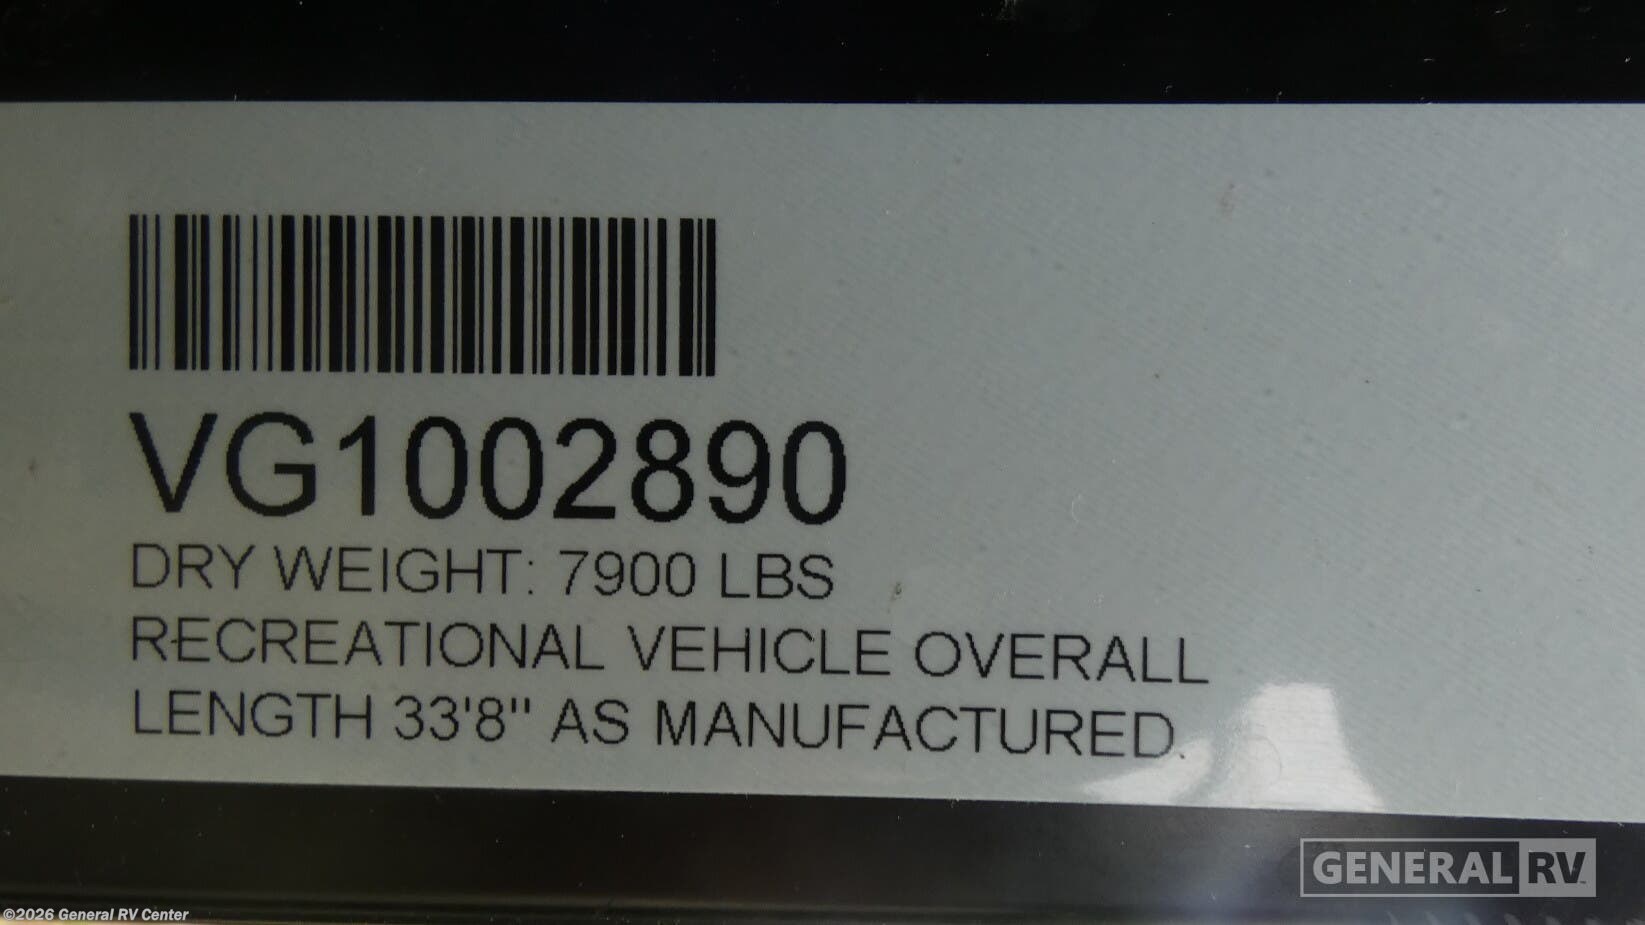 VG1002890
DRY WEIGHT: 7900 LBS
RECREATIONAL VEHICLE OVERALL
LENGTH 33'8" AS MANUFACTURED.
GENERAL RV
©2026 General RV Center